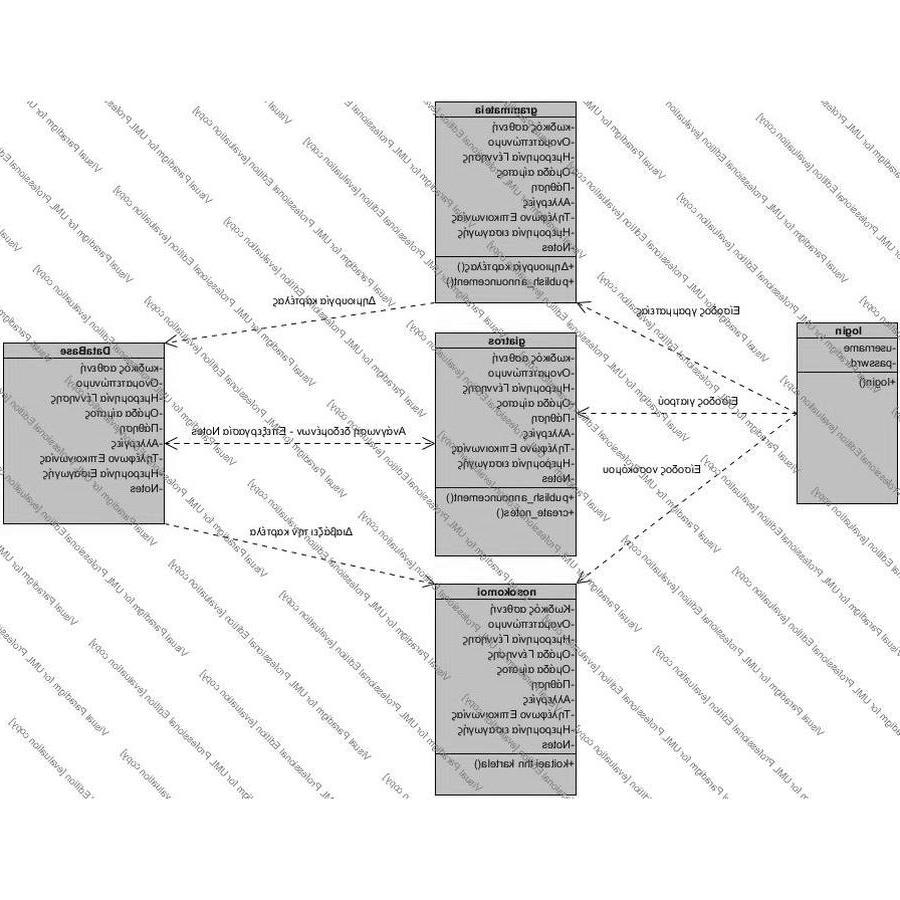 login
-username
-passwrd
+login()
Είσοδος γραμματείας
Είσοδος γιατρού
Είσοδος νοσοκόμου
grammateia
-κωδικός ασθενή
-Ονοματεπώνυμο
-Ημερομηνία Γέννησης
-Ομάδα αίματος
-Πάθηση
-Αλλεργίες
-Τηλέφωνο Επικοινωνίας
-Ημερομηνία εισαγωγής
-Notes
+Δημιουργία καρτέλας()
+publish_announcement()
giatros
-κωδικός ασθενή
-Ονοματεπώνυμο
-Ημερομηνία Γέννησης
-Ομάδα αίματος
-Πάθηση
-Αλλεργίες
-Τηλέφωνο Επικοινωνίας
-Ημερομηνία εισαγωγής
-Notes
+publish_announcement()
+create_notes()
nosokomoi
-Κωδικός ασθενή
-Ονοματεπώνυμο
-Ημερομηνία Γέννησης
-Ομάδα Γέννησης
-Ομάδα αίματος
-Πάθηση
-Αλλεργίες
-Τηλέφωνο Επικοινωνίας
-Ημερομηνία εισαγωγής
-Notes
+Koitaei thn kartela()
Δημιουργία καρτέλας
Ανάγνωση δεδομένων - Επεξεργασία Notes
Διαβάζει την καρτέλα
DataBase
-κωδικός ασθενή
-Ονοματεπώνυμο
-Ημερομηνία Γέννησης
-Ομάδα αίματος
-Πάθηση
-Αλλεργίες
-Τηλέφωνο Επικοινωνίας
-Ημερομηνία Εισαγωγής
-Notes
Visual Paradigm for UML Professional Edition [evaluation copy]